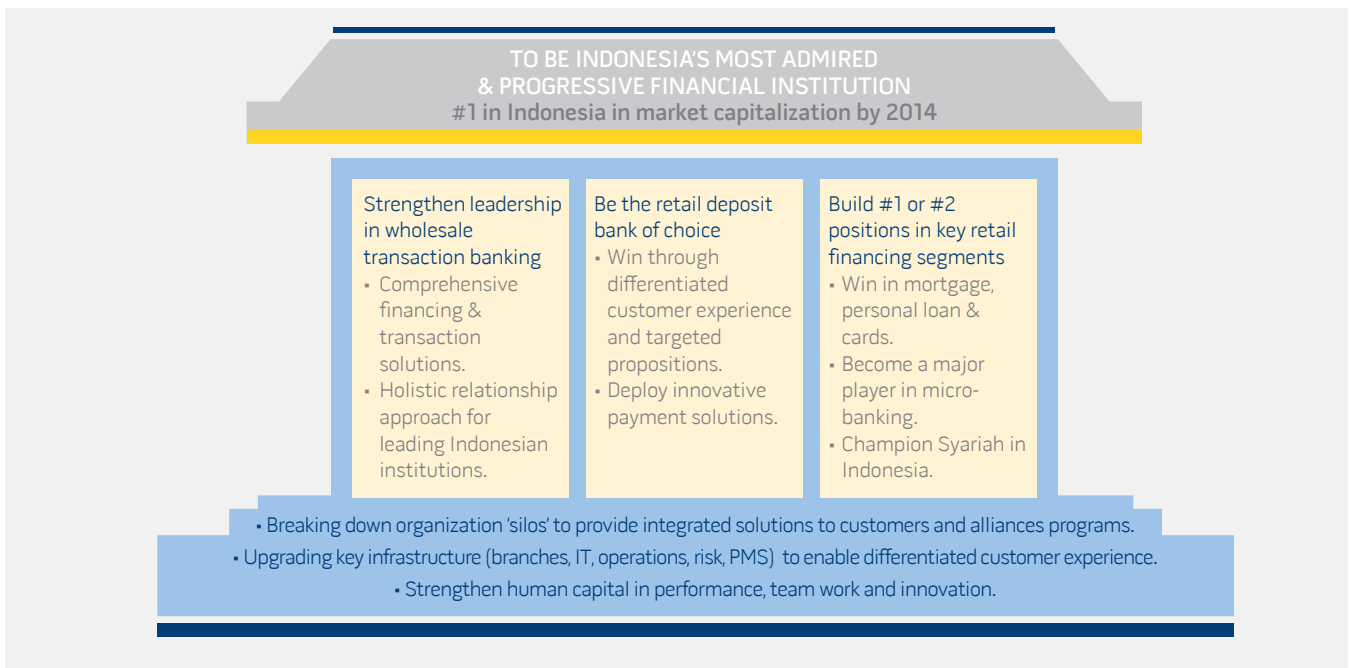 TO BE INDONESIA'S MOST ADMIRED
& PROGRESSIVE FINANCIAL INSTITUTION
#1 in Indonesia in market capitalization by 2014
Strengthen leadership
in wholesale
transaction banking
• Comprehensive
financing &
transaction
solutions.
• Holistic relationship
approach for
leading Indonesian
institutions.
Be the retail deposit
bank of choice
• Win through
differentiated
customer experience
and targeted
propositions.
• Deploy innovative
payment solutions.
Build #1 or #2
positions in key retail
financing segments
• Win in mortgage,
personal loan &
cards.
• Become a major
player in micro-
banking.
• Champion Syariah in
Indonesia.
• Breaking down organization 'silos' to provide integrated solutions to customers and alliances programs.
• Upgrading key infrastructure (branches, IT, operations, risk, PMS) to enable differentiated customer experience.
• Strengthen human capital in performance, team work and innovation.